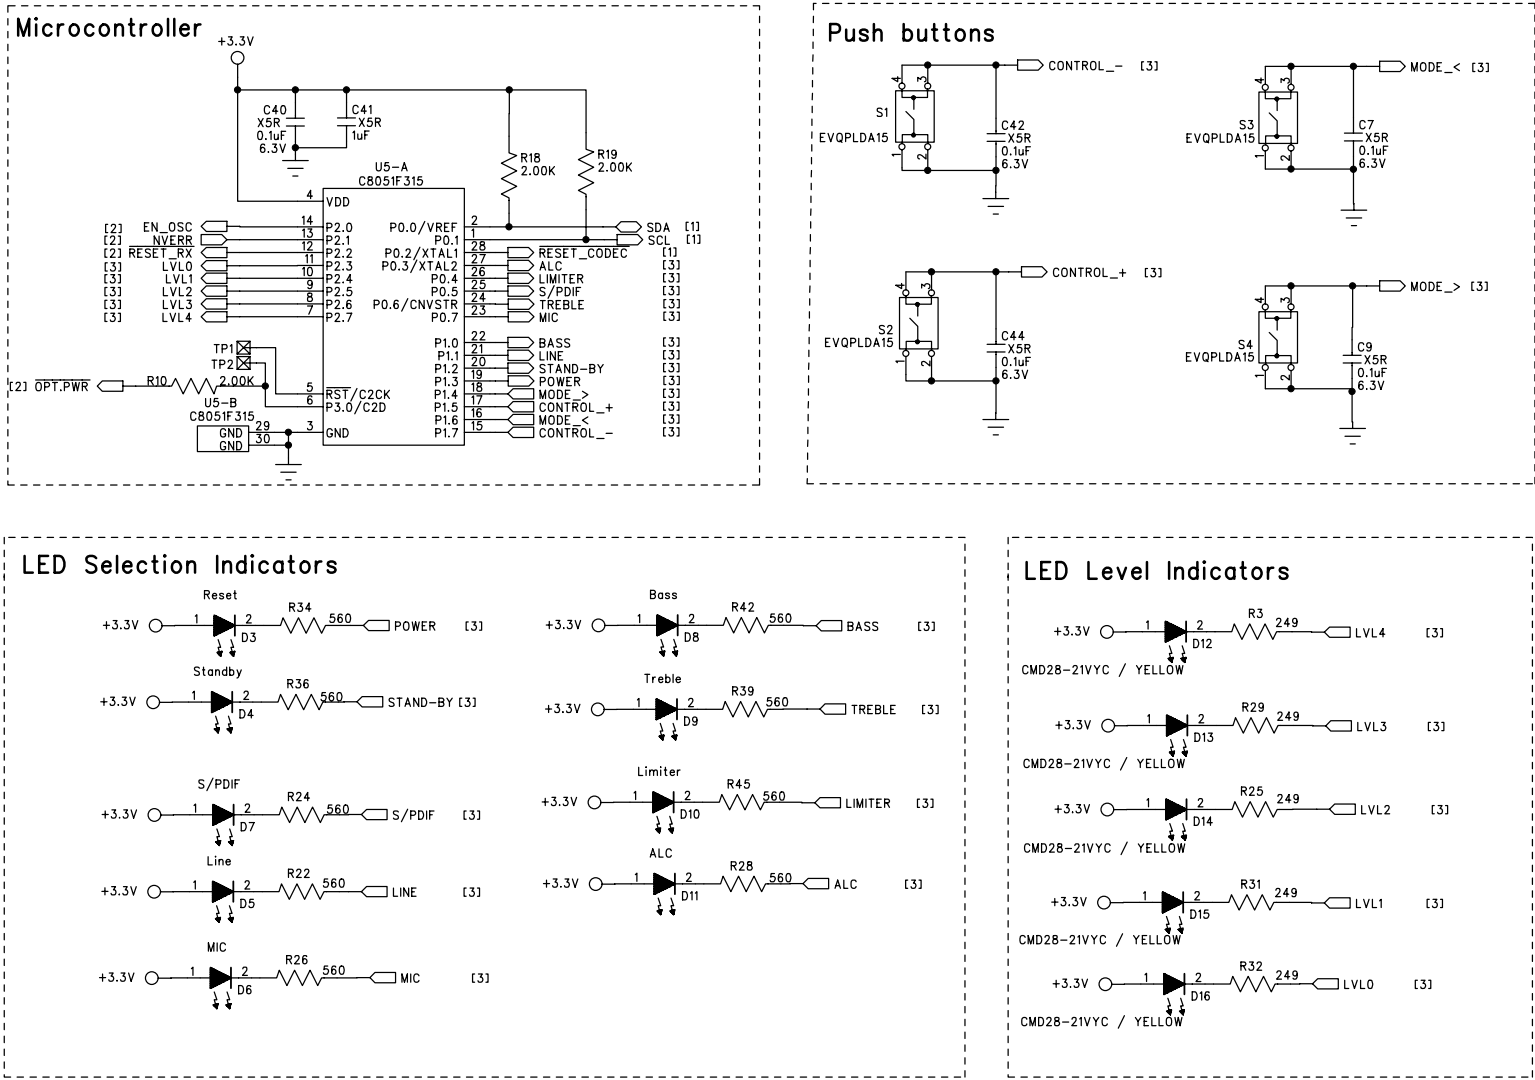 Microcontroller
+3.3V
C40
X5R
0.1uF
6.3V
C41
X5R
1uF
R18
2.00K
R19
2.00K
U5-A
C8051F315
4 VDD
[2] EN_OSC 14 P2.0
[2] NVERR 13 P2.1
[2] RESET_RX 12 P2.2
[3] LVL0 11 P2.3
[3] LVL1 10 P2.4
[3] LVL2 9 P2.5
[3] LVL3 8 P2.6
[3] LVL4 7 P2.7
P0.0/VREF 2 SDA [1]
P0.1 1 SCL [1]
P0.2/XTAL1 28 RESET_CODEC [1]
P0.3/XTAL2 27 ALC [3]
P0.4 26 LIMITER [3]
P0.5 25 S/PDIF [3]
P0.6/CNVSTR 24 TREBLE [3]
P0.7 23 MIC [3]
P1.0 22 BASS [3]
P1.1 21 LINE [3]
P1.2 20 STAND-BY [3]
P1.3 19 POWER [3]
P1.4 18 MODE_> [3]
P1.5 17 CONTROL_+ [3]
P1.6 16 MODE_< [3]
P1.7 15 CONTROL_- [3]
TP1
TP2
[2] OPT.PWR R10 2.00K
5 RST/C2CK
6 P3.0/C2D
U5-B
C8051F315
GND 29 3 GND
GND 30
Push buttons
4 3 CONTROL_- [3]
S1
EVQPLDA15
1 2
C42
X5R
0.1uF
6.3V
4 3 MODE_< [3]
S3
EVQPLDA15
1 2
C7
X5R
0.1uF
6.3V
4 3 CONTROL_+ [3]
S2
EVQPLDA15
1 2
C44
X5R
0.1uF
6.3V
4 3 MODE_> [3]
S4
EVQPLDA15
1 2
C9
X5R
0.1uF
6.3V
LED Selection Indicators
Reset
+3.3V 1 2 D3 R34 560 POWER [3]
Standby
+3.3V 1 2 D4 R36 560 STAND-BY [3]
S/PDIF
+3.3V 1 2 D7 R24 560 S/PDIF [3]
Line
+3.3V 1 2 D5 R22 560 LINE [3]
MIC
+3.3V 1 2 D6 R26 560 MIC [3]
Bass
+3.3V 1 2 D8 R42 560 BASS [3]
Treble
+3.3V 1 2 D9 R39 560 TREBLE [3]
Limiter
+3.3V 1 2 D10 R45 560 LIMITER [3]
ALC
+3.3V 1 2 D11 R28 560 ALC [3]
LED Level Indicators
+3.3V 1 2 D12 R3 249 LVL4 [3]
CMD28-21VYC / YELLOW
+3.3V 1 2 D13 R29 249 LVL3 [3]
CMD28-21VYC / YELLOW
+3.3V 1 2 D14 R25 249 LVL2 [3]
CMD28-21VYC / YELLOW
+3.3V 1 2 D15 R31 249 LVL1 [3]
CMD28-21VYC / YELLOW
+3.3V 1 2 D16 R32 249 LVL0 [3]
CMD28-21VYC / YELLOW